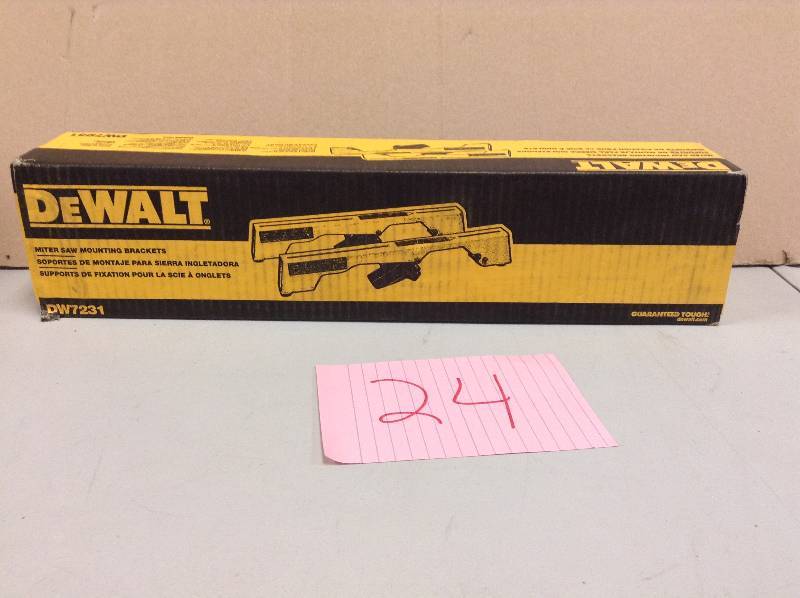 DW7231
DEWALT®
MITER SAW MOUNTING BRACKETS
SOPORTES DE MONTAJE PARA SIERRA INGLETADORA
SUPPORTS DE FIXATION POUR LA SCIE À ONGLETS
DW7231
GUARANTEED TOUGH.®
dewalt.com
24